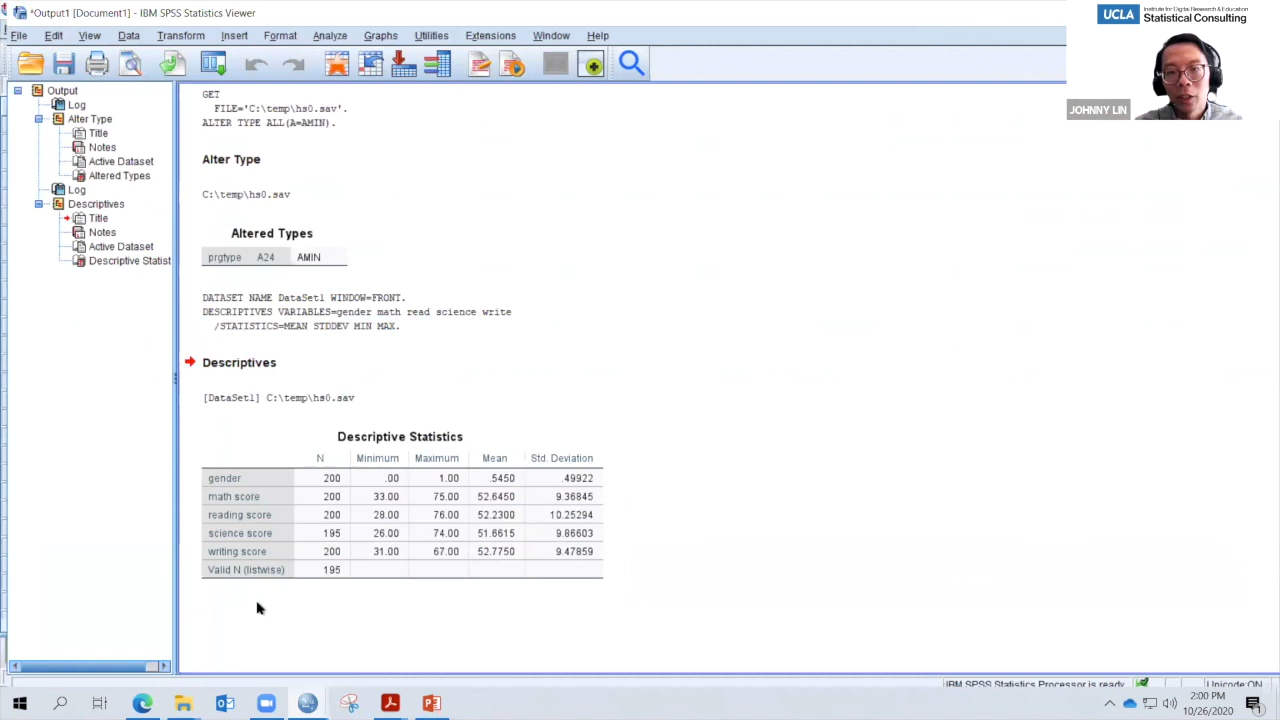 *Output1 [Document1] - IBM SPSS Statistics Viewer
UCLA Institute for Digital Research & Education
Statistical Consulting
File Edit View Data Transform Insert Format Analyze Graphs Utilities Extensions Window Help
JOHNNY LIN
Output
Log
Alter Type
Title
Notes
Active Dataset
Altered Types
Log
Descriptives
Title
Notes
Active Dataset
Descriptive Statist
GET
FILE='C:\temp\hs0.sav'.
ALTER TYPE ALL(A=AMIN).
Alter Type
C:\temp\hs0.sav
Altered Types
prgtype A24 AMIN
DATASET NAME DataSet1 WINDOW=FRONT.
DESCRIPTIVES VARIABLES=gender math read science write
/STATISTICS=MEAN STDDEV MIN MAX.
Descriptives
[DataSet1] C:\temp\hs0.sav
Descriptive Statistics
N Minimum Maximum Mean Std. Deviation
gender 200 .00 1.00 .5450 .49922
math score 200 33.00 75.00 52.6450 9.36845
reading score 200 28.00 76.00 52.2300 10.25294
science score 195 26.00 74.00 51.6615 9.86603
writing score 200 31.00 67.00 52.7750 9.47859
Valid N (listwise) 195
IBM SPSS Statistics Processor is ready Unicode:ON
2:00 PM
10/26/2020